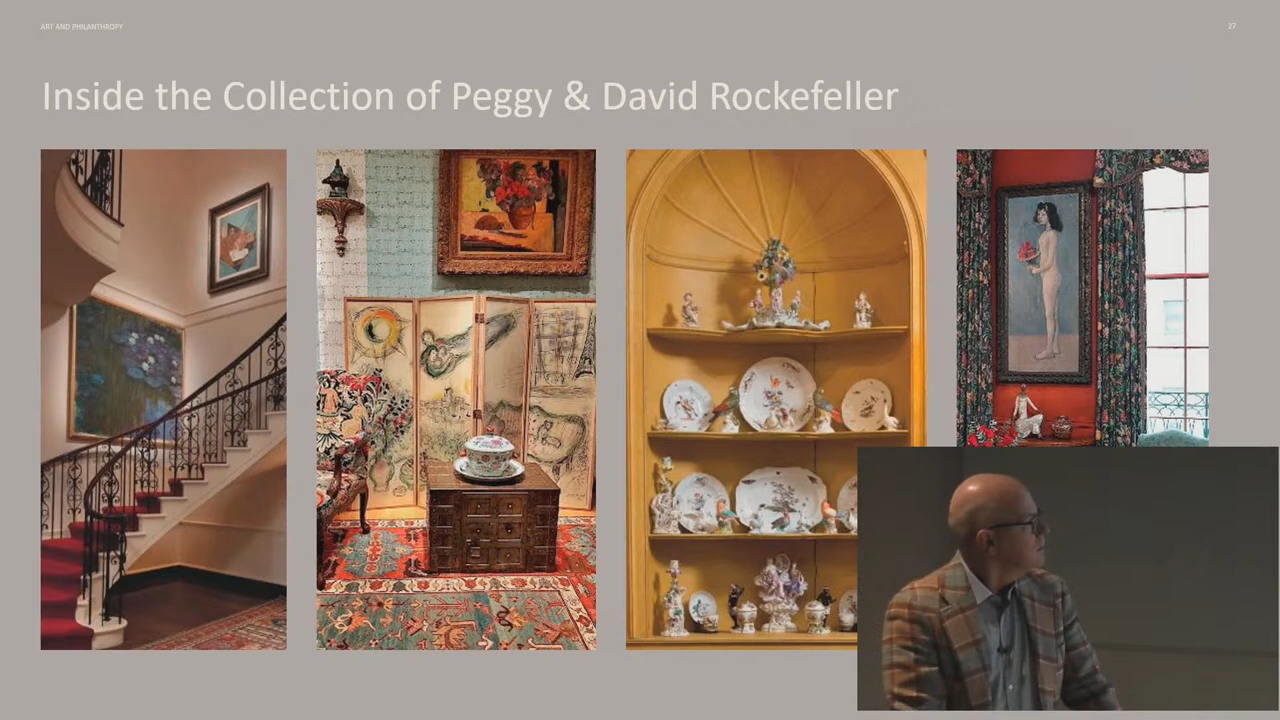 ART AND PHILANTHROPY
27
Inside the Collection of Peggy & David Rockefeller